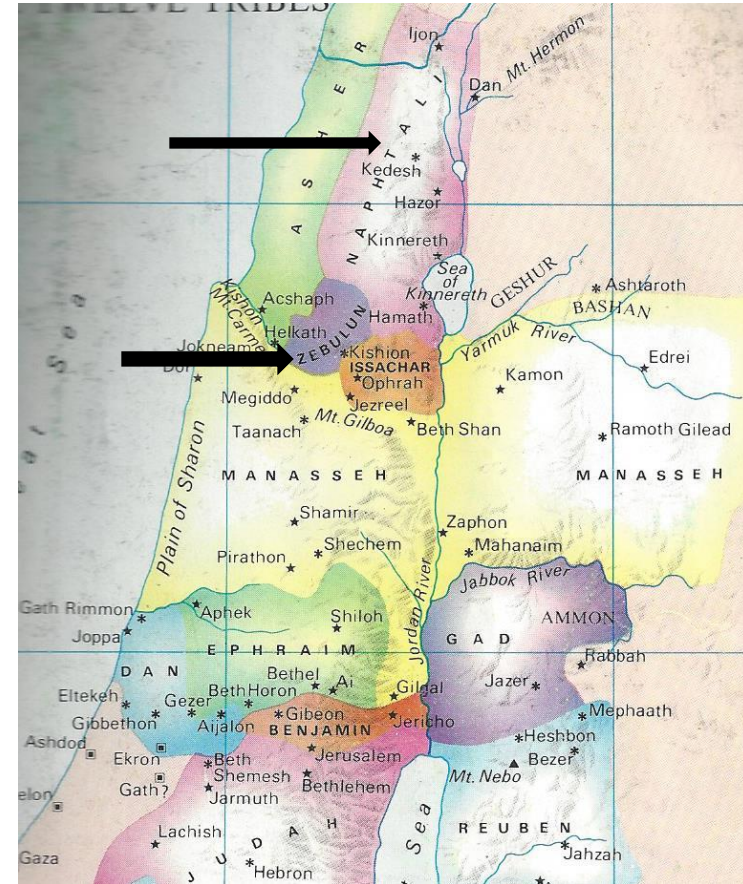 TWELVE TRIBES
Ijon
Mt. Hermon
Dan
ASHER
NAPHTALI
Kedesh
Hazor
Kinnereth
Sea
of
Kinnereth
GESHUR
Ashtaroth
BASHAN
Kishon
Mt. Carmel
Acshaph
Helkath
ZEBULUN
Hamath
Yarmuk River
Jokneam
Dor
Kishion
ISSACHAR
Ophrah
Edrei
Megiddo
Jezreel
Kamon
Taanach
Mt. Gilboa
Beth Shan
Ramoth Gilead
MANASSEH
MANASSEH
Plain of Sharon
Shamir
Zaphon
Pirathon
Shechem
Mahanaim
Jabbok River
Jordan River
Gath Rimmon
Aphek
Shiloh
AMMON
Joppa
EPHRAIM
GAD
Rabbah
DAN
Bethel
Ai
Jazer
Eltekeh
Gezer
Beth Horon
Gilgal
Mephaath
Gibbethon
Aijalon
Gibeon
Jericho
BENJAMIN
Heshbon
Ashdod
Ekron
Beth
Shemesh
Jerusalem
Bezer
Mt. Nebo
Gath?
Bethlehem
elon
Jarmuth
Sea
REUBEN
Lachish
JUDAH
Jahzah
Gaza
Hebron